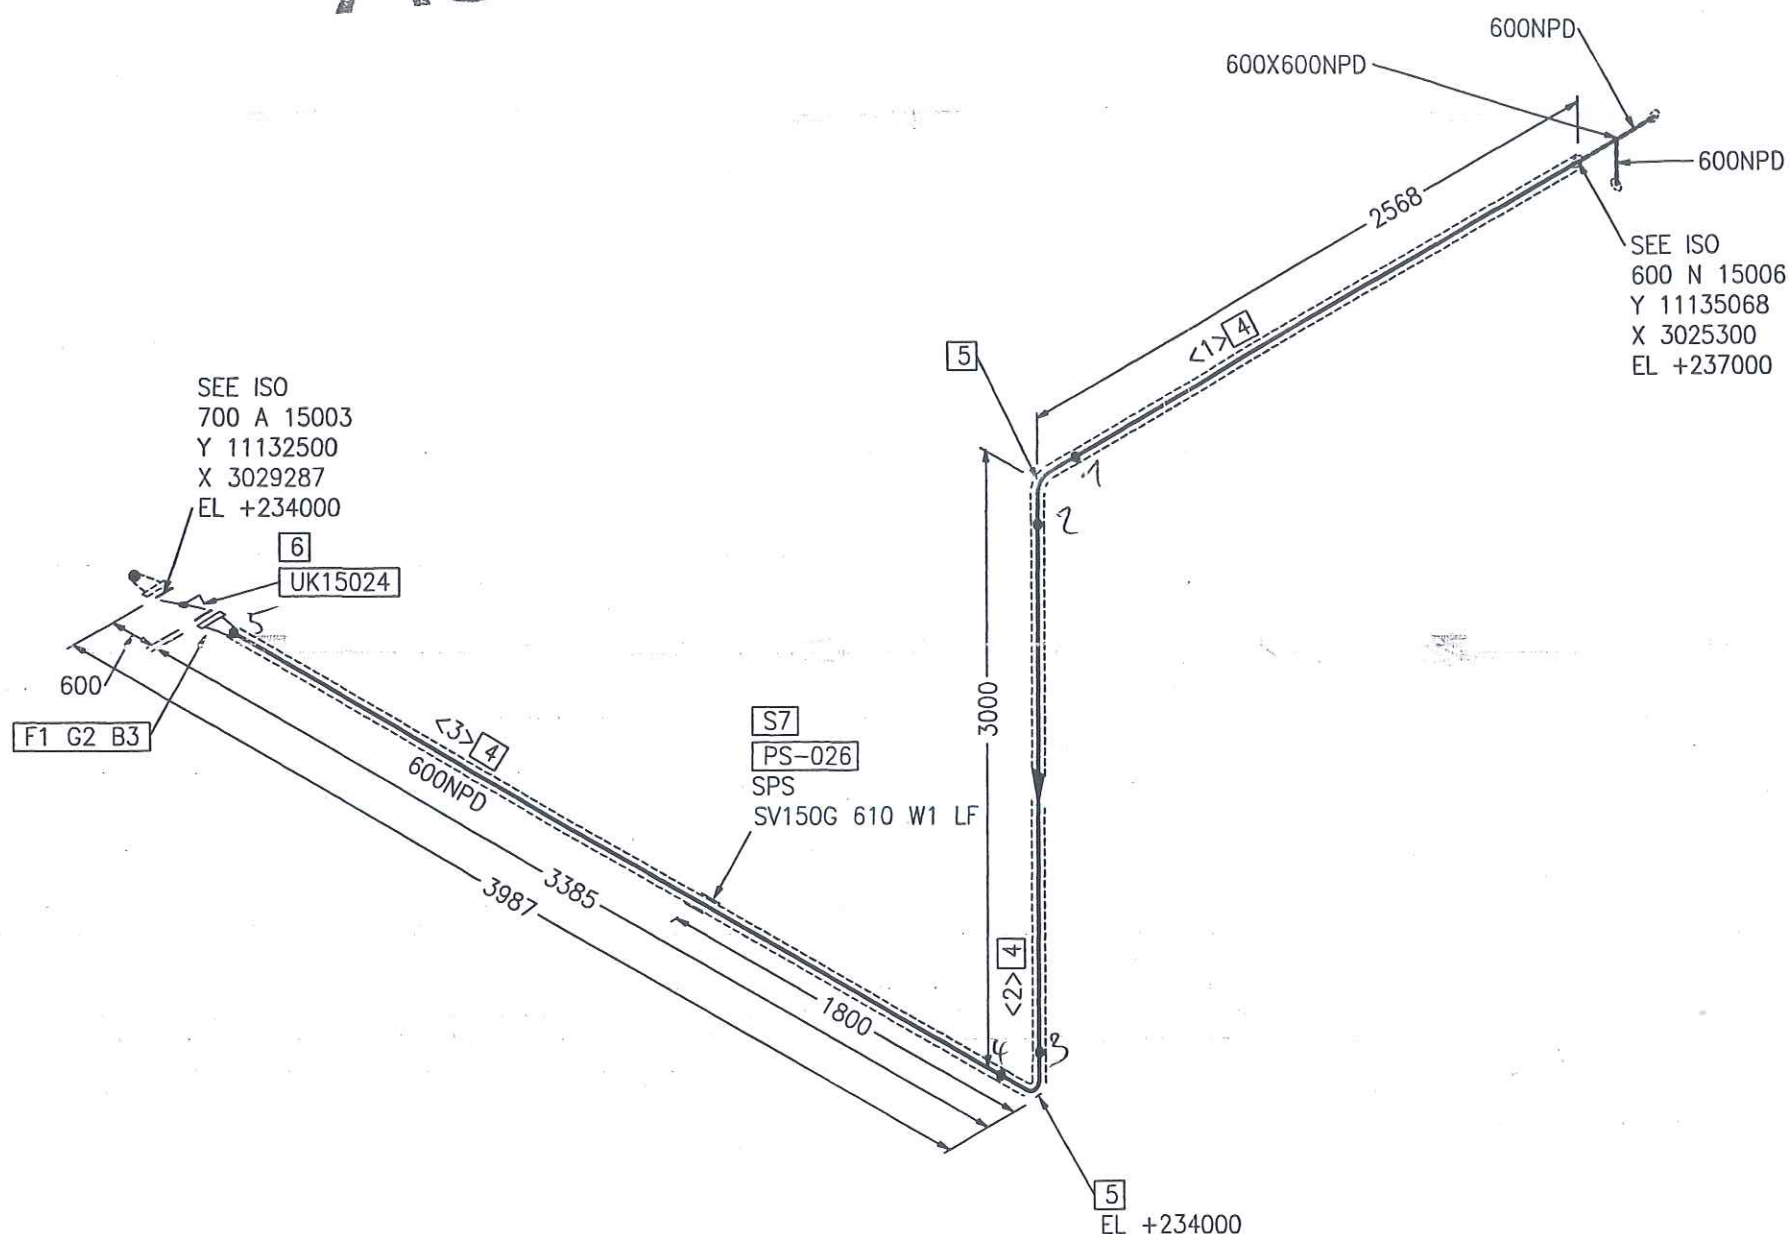 600NPD
600X600NPD
600NPD
2568
SEE ISO
600 N 15006
Y 11135068
X 3025300
EL +237000
<1> 4
5
1
2
SEE ISO
700 A 15003
Y 11132500
X 3029287
EL +234000
6
UK15024
5
600
F1 G2 B3
3000
<3> 4
600NPD
S7
PS-026
SPS
SV150G 610 W1 LF
3385
3987
<2> 4
1800
4
3
5
EL +234000